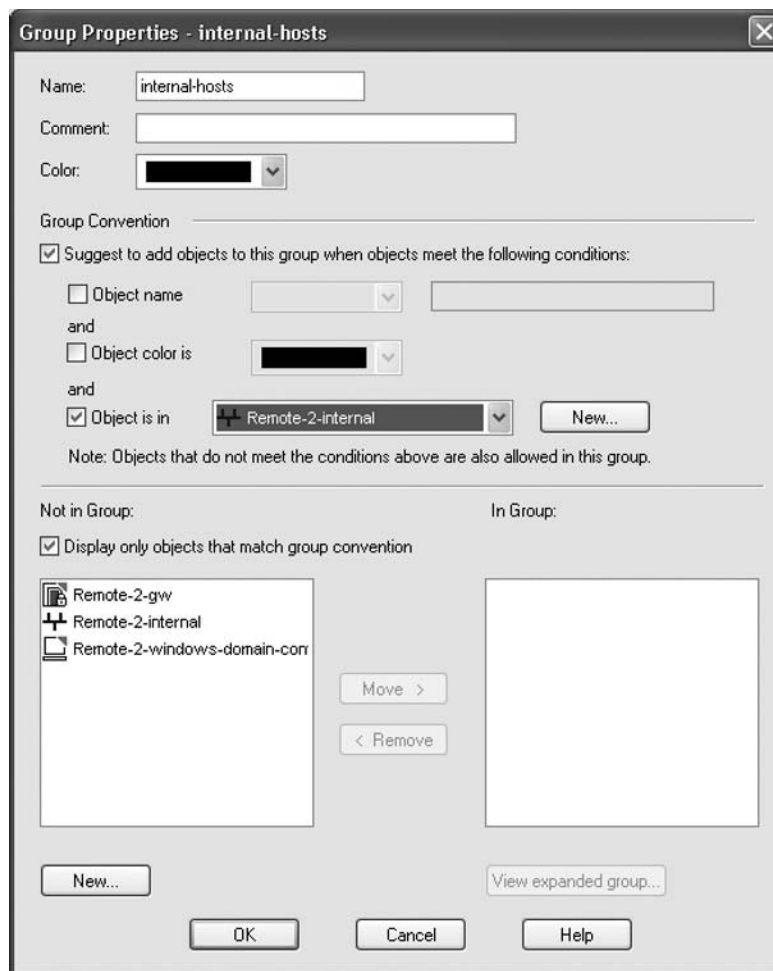 Group Properties - internal-hosts
Name: internal-hosts
Comment:
Color:
Group Convention
Suggest to add objects to this group when objects meet the following conditions:
Object name
and
Object color is
and
Object is in Remote-2-internal New...
Note: Objects that do not meet the conditions above are also allowed in this group.
Not in Group: In Group:
Display only objects that match group convention
Remote-2-gw
Remote-2-internal
Remote-2-windows-domain-con
Move >
< Remove
New... View expanded group...
OK Cancel Help